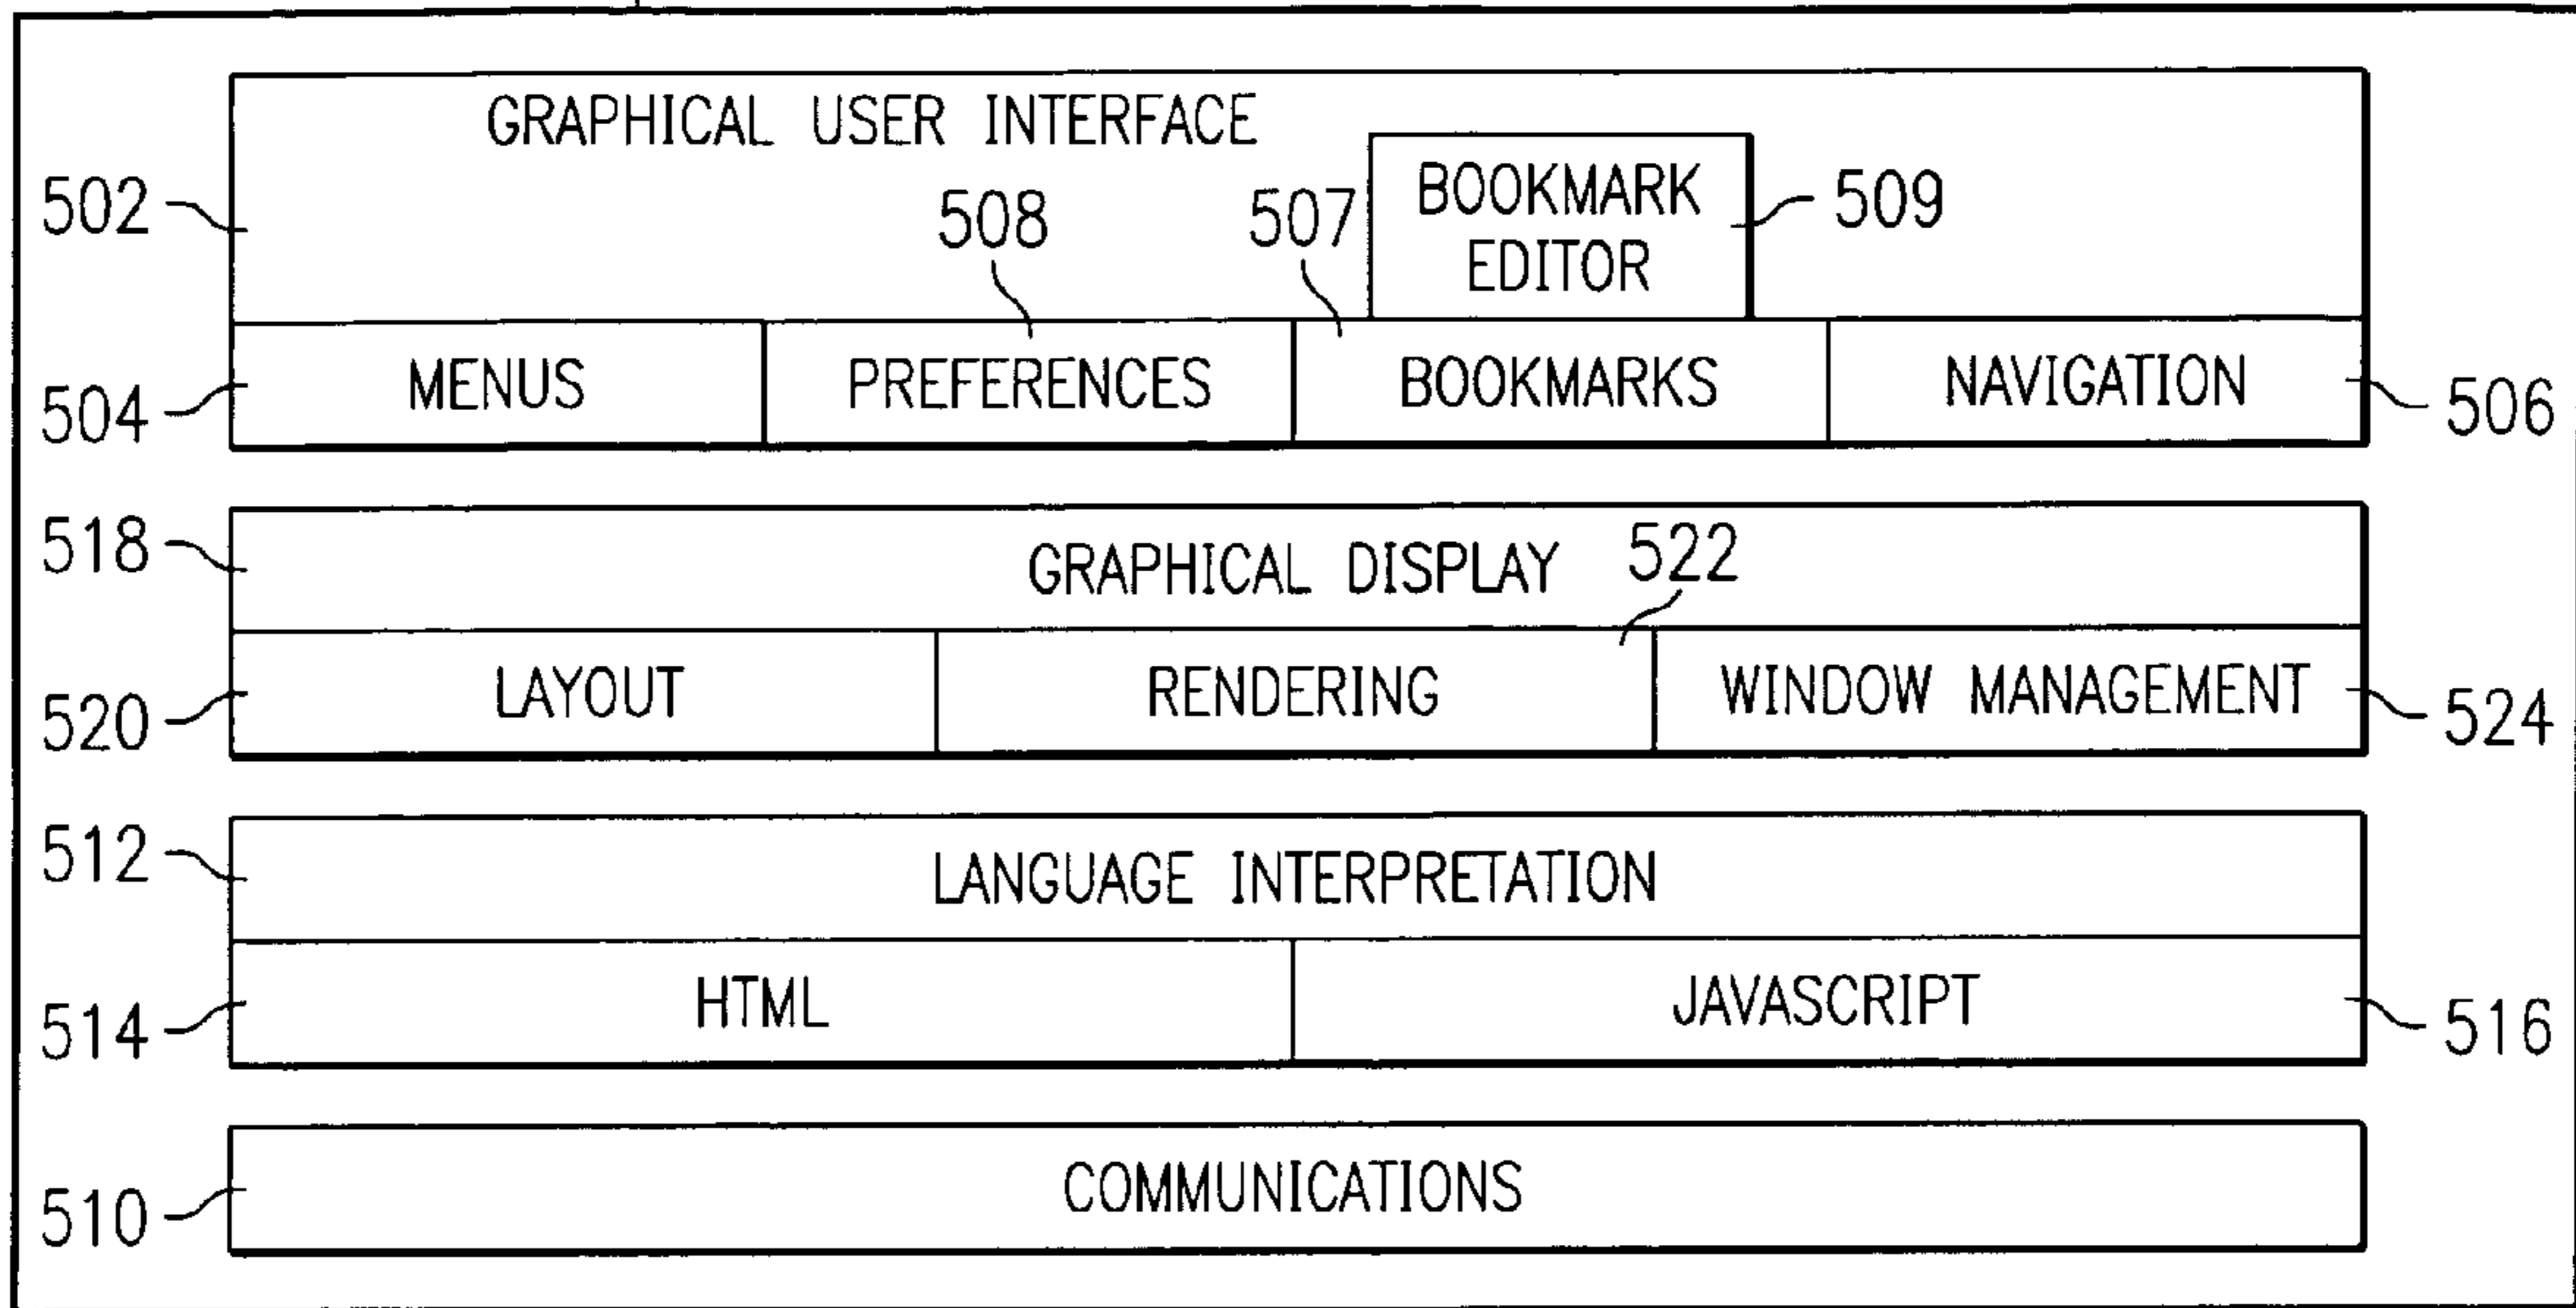 GRAPHICAL USER INTERFACE
BOOKMARK
EDITOR
502
508
507
509
MENUS
PREFERENCES
BOOKMARKS
NAVIGATION
504
506
518
GRAPHICAL DISPLAY
522
LAYOUT
RENDERING
WINDOW MANAGEMENT
520
524
512
LANGUAGE INTERPRETATION
HTML
JAVASCRIPT
514
516
COMMUNICATIONS
510